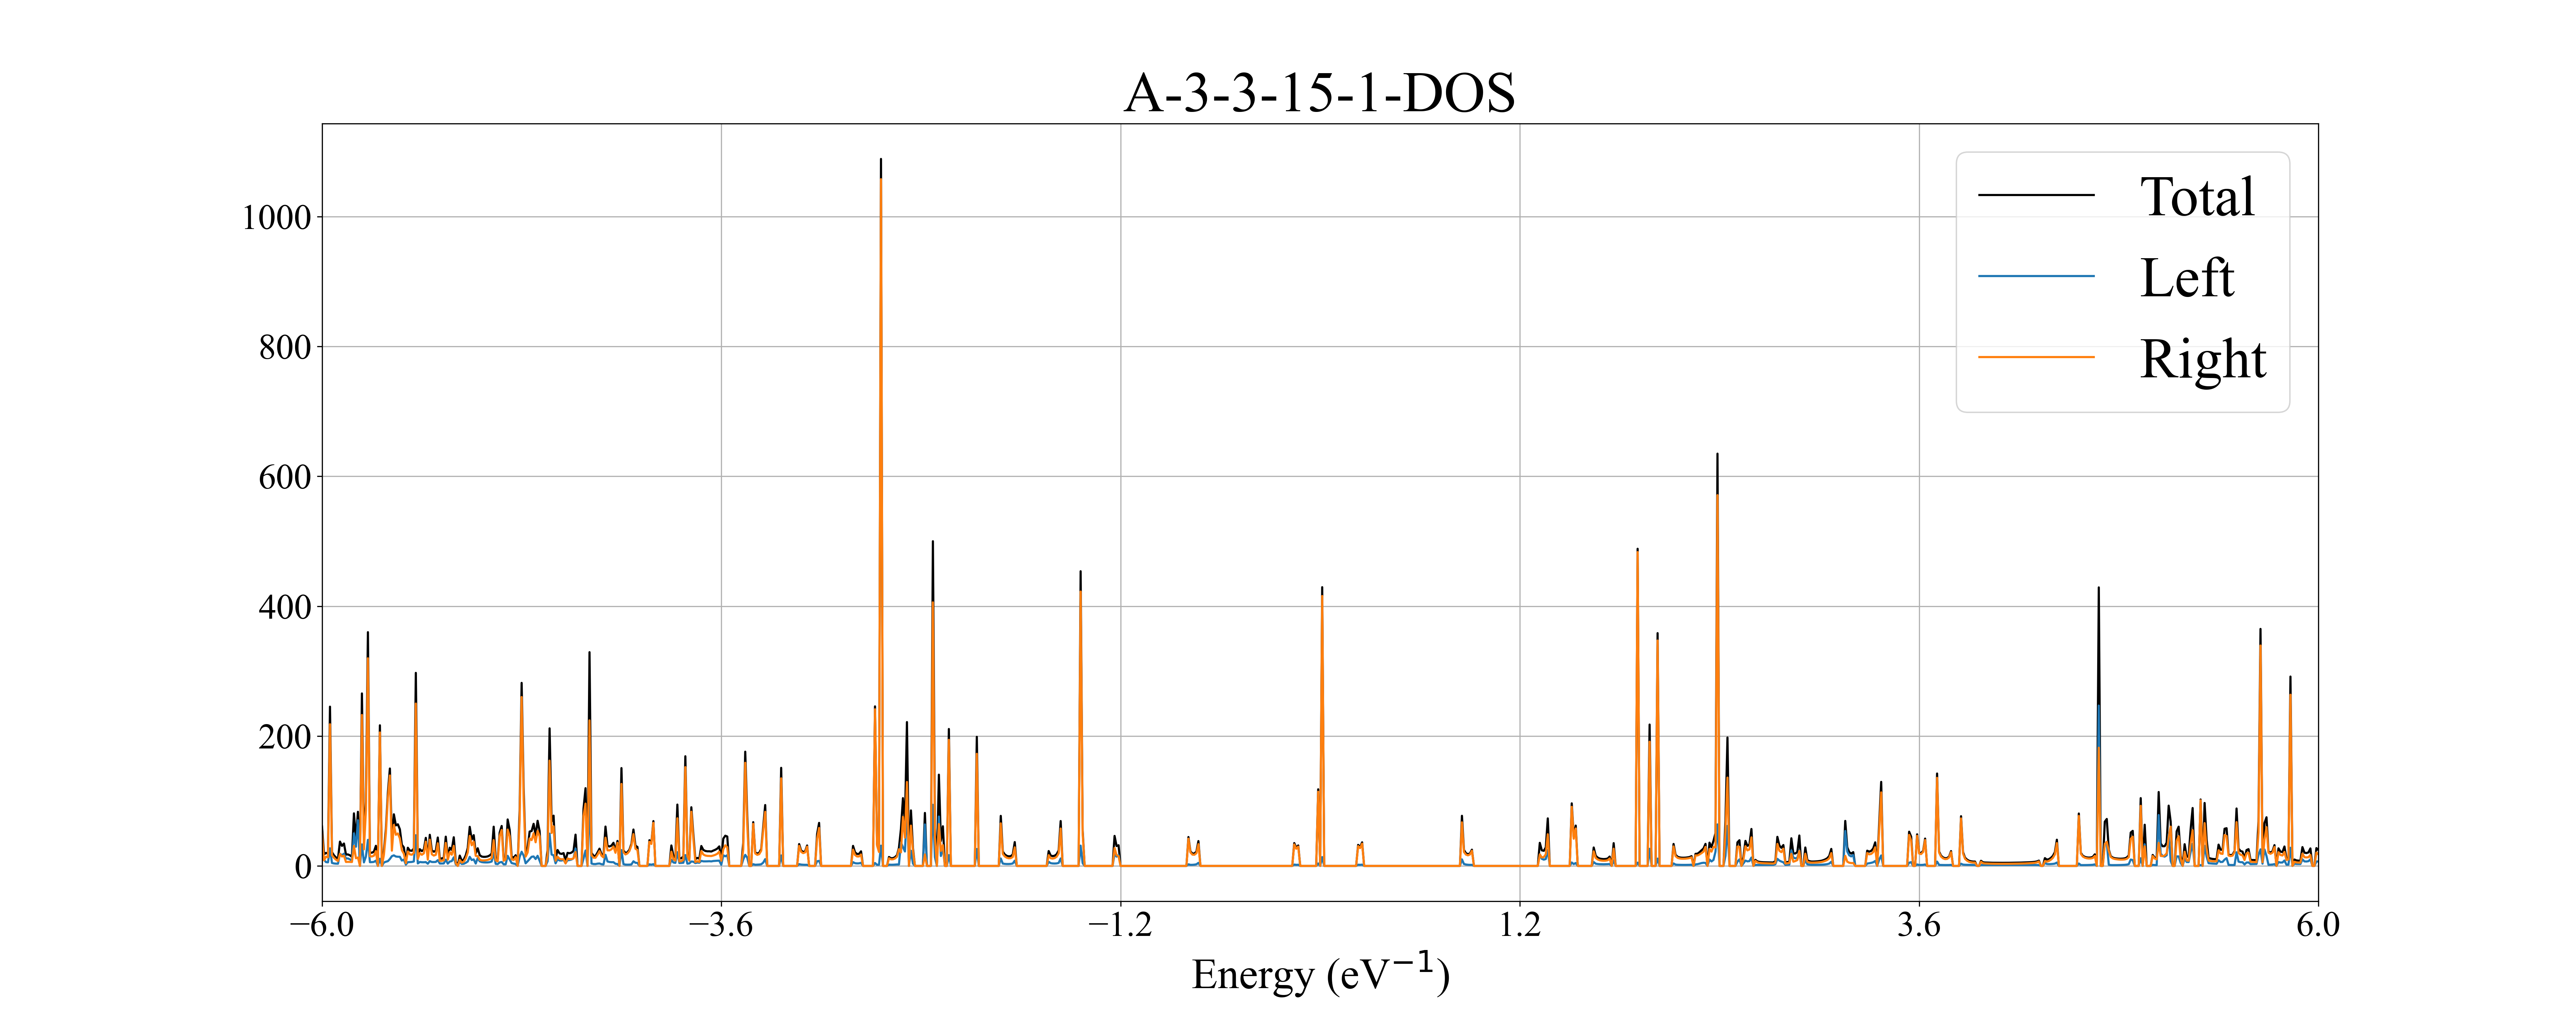 A-3-3-15-1-DOS
1000
800
600
400
200
0
−6.0 −3.6 −1.2 1.2 3.6 6.0
Energy (eV⁻¹)
Total
Left
Right